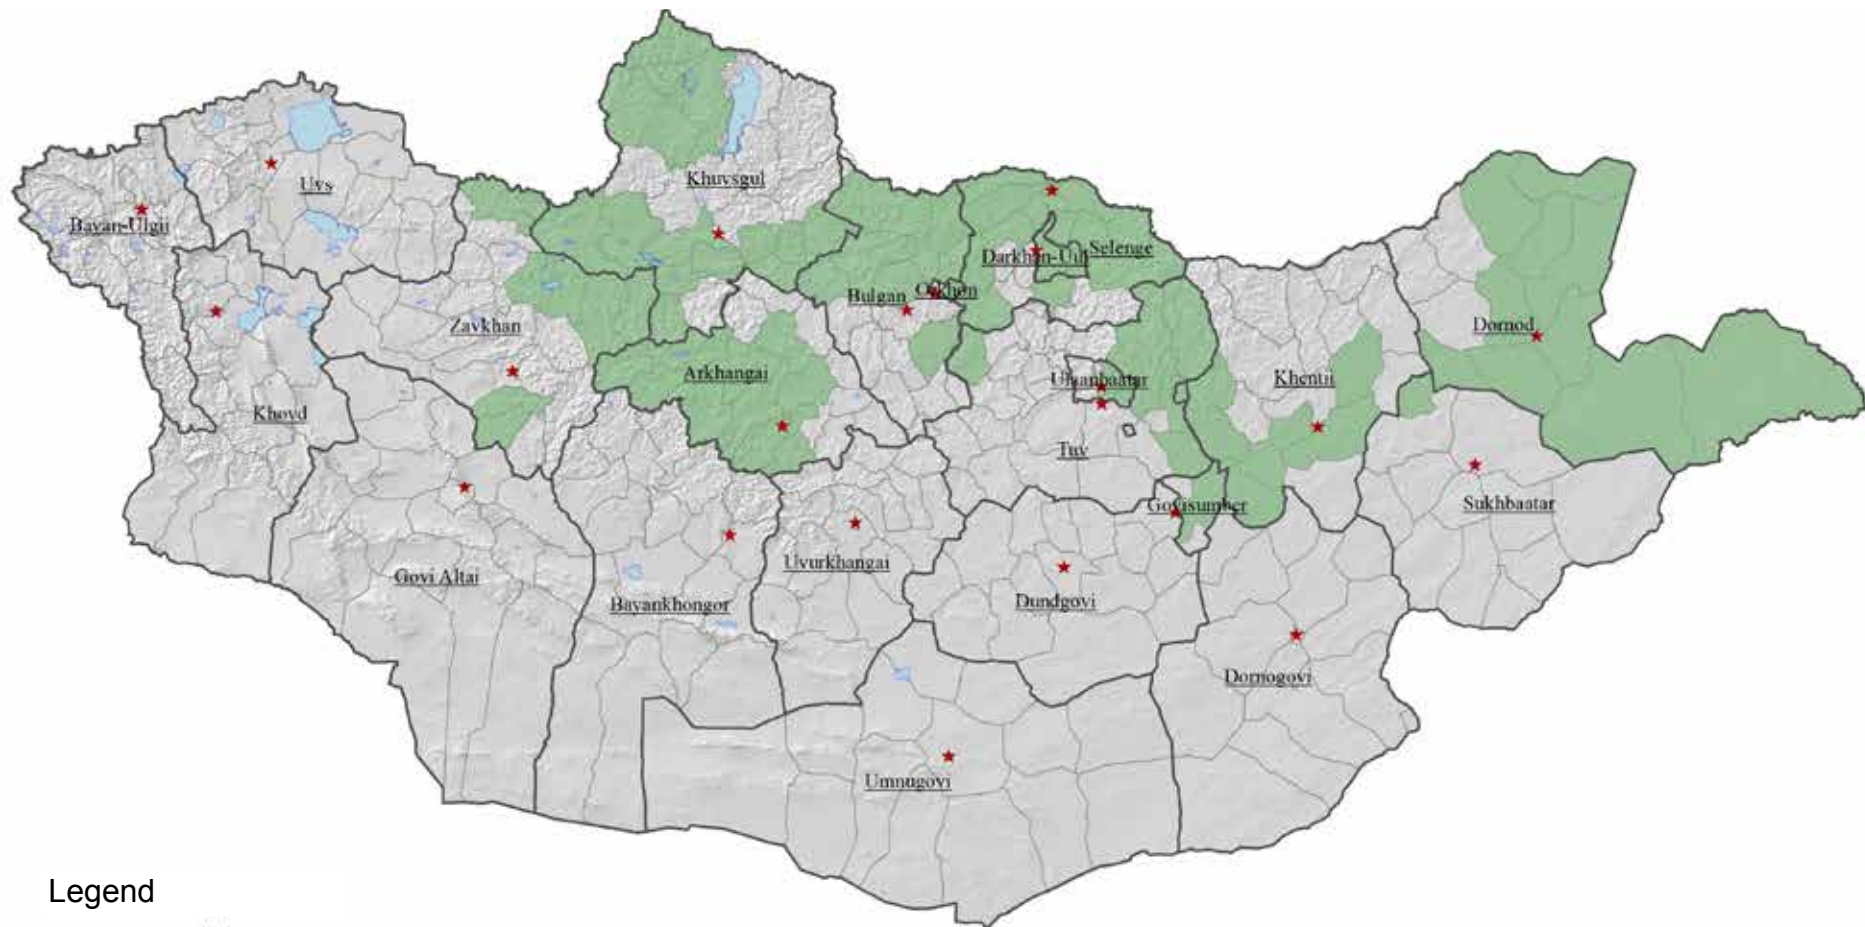 Khuvsgul
Uvs
Bayan-Ulgii
Selenge
Darkhan-Uul
Orkhon
Bulgan
Zavkhan
Dornod
Arkhangai
Ulaanbaatar
Khentii
Khovd
Tuv
Govisumber
Sukhbaatar
Uvurkhangai
Govi Altai
Bayankhongor
Dundgovi
Dornogovi
Umnugovi
Legend